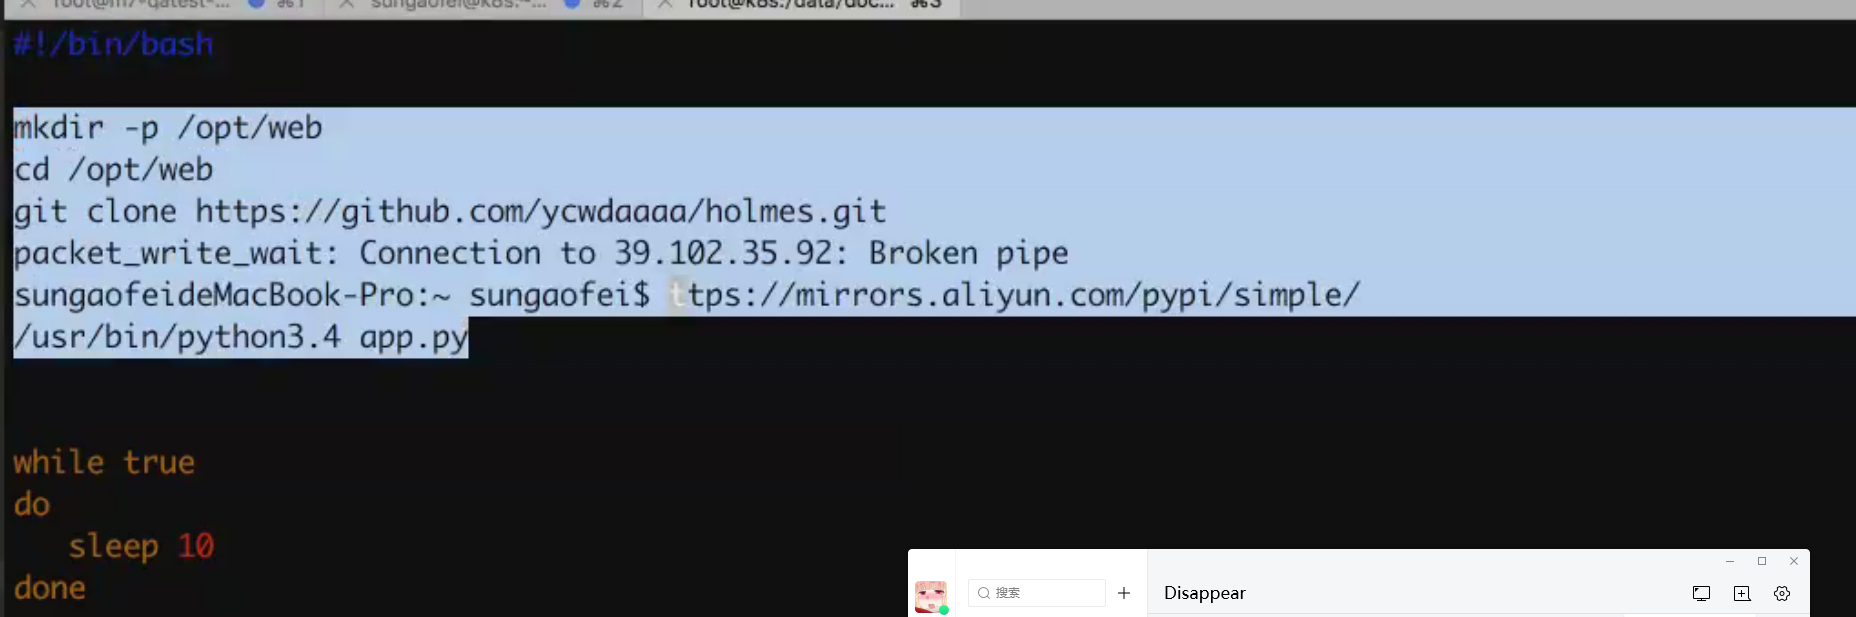 root@m7-qatest-... ⌘1 sungaofei@k8s:~... ⌘2 root@k8s:/data/doc... ⌘3
#!/bin/bash
mkdir -p /opt/web
cd /opt/web
git clone https://github.com/ycwdaaaa/holmes.git
packet_write_wait: Connection to 39.102.35.92: Broken pipe
sungaofeideMacBook-Pro:~ sungaofei$ ttps://mirrors.aliyun.com/pypi/simple/
/usr/bin/python3.4 app.py
while true
do
sleep 10
done
搜索
Disappear